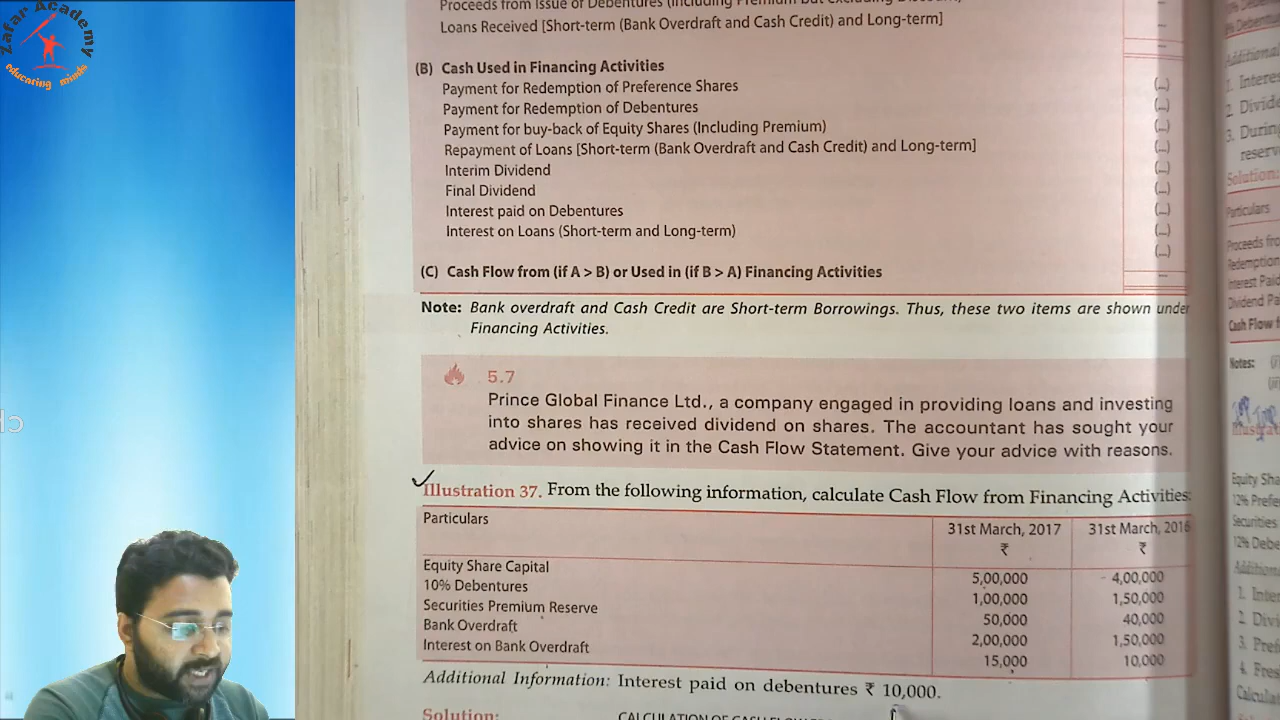 Zafar Academy
educating minds
Loans Received [Short-term (Bank Overdraft and Cash Credit) and Long-term]
(B) Cash Used in Financing Activities
Payment for Redemption of Preference Shares (...)
Payment for Redemption of Debentures (...)
Payment for buy-back of Equity Shares (Including Premium) (...)
Repayment of Loans [Short-term (Bank Overdraft and Cash Credit) and Long-term] (...)
Interim Dividend (...)
Final Dividend (...)
Interest paid on Debentures (...)
Interest on Loans (Short-term and Long-term) (...)
(C) Cash Flow from (if A > B) or Used in (if B > A) Financing Activities
Note: Bank overdraft and Cash Credit are Short-term Borrowings. Thus, these two items are shown under
Financing Activities.
5.7
Prince Global Finance Ltd., a company engaged in providing loans and investing
into shares has received dividend on shares. The accountant has sought your
advice on showing it in the Cash Flow Statement. Give your advice with reasons.
Illustration 37. From the following information, calculate Cash Flow from Financing Activities:
Particulars 31st March, 2017 31st March, 2016
₹ ₹
Equity Share Capital 5,00,000 4,00,000
10% Debentures 1,00,000 1,50,000
Securities Premium Reserve 50,000 40,000
Bank Overdraft 2,00,000 1,50,000
Interest on Bank Overdraft 15,000 10,000
Additional Information: Interest paid on debentures ₹ 10,000.
Solution: